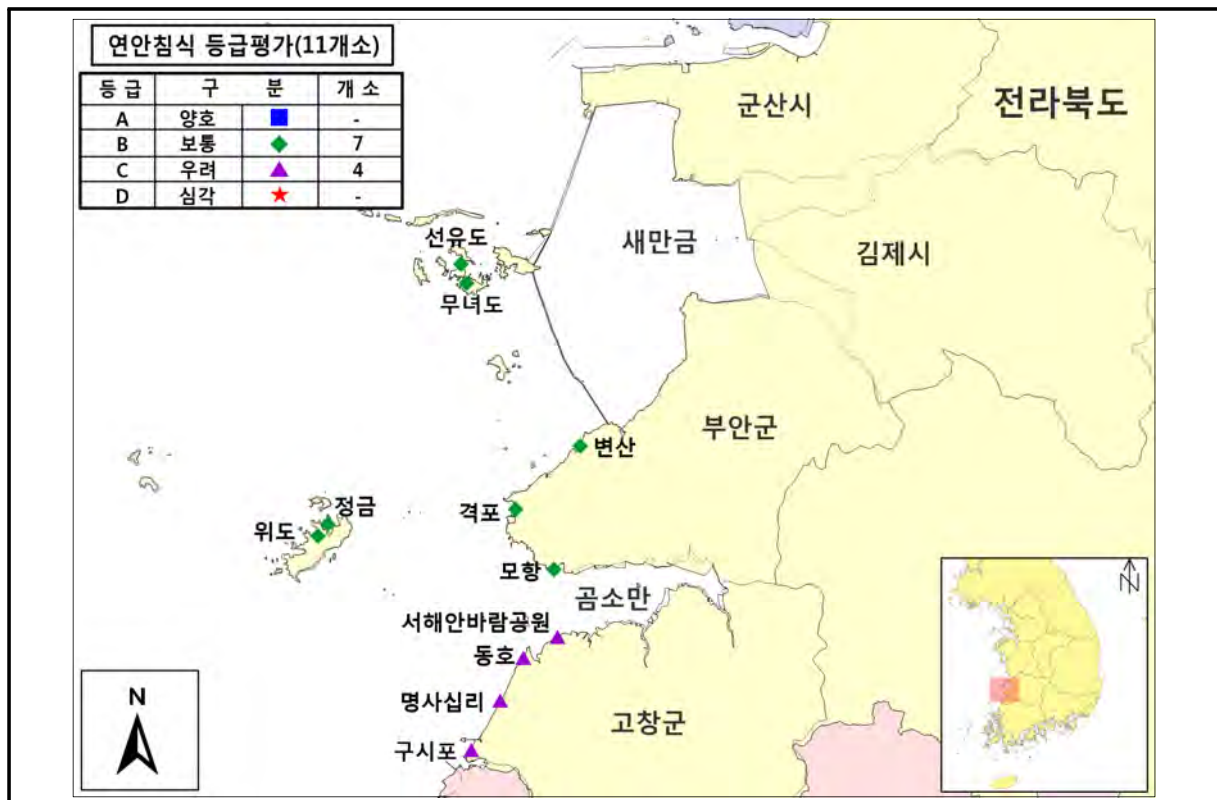 연안침식 등급평가(11개소)
등 급 구 분 개 소
A 양호 -
B 보통 7
C 우려 4
D 심각 -
군산시
전라북도
새만금
김제시
선유도
무녀도
부안군
변산
정금
위도
격포
모항
곰소만
서해안바람공원
동호
명사십리
고창군
구시포
N
N